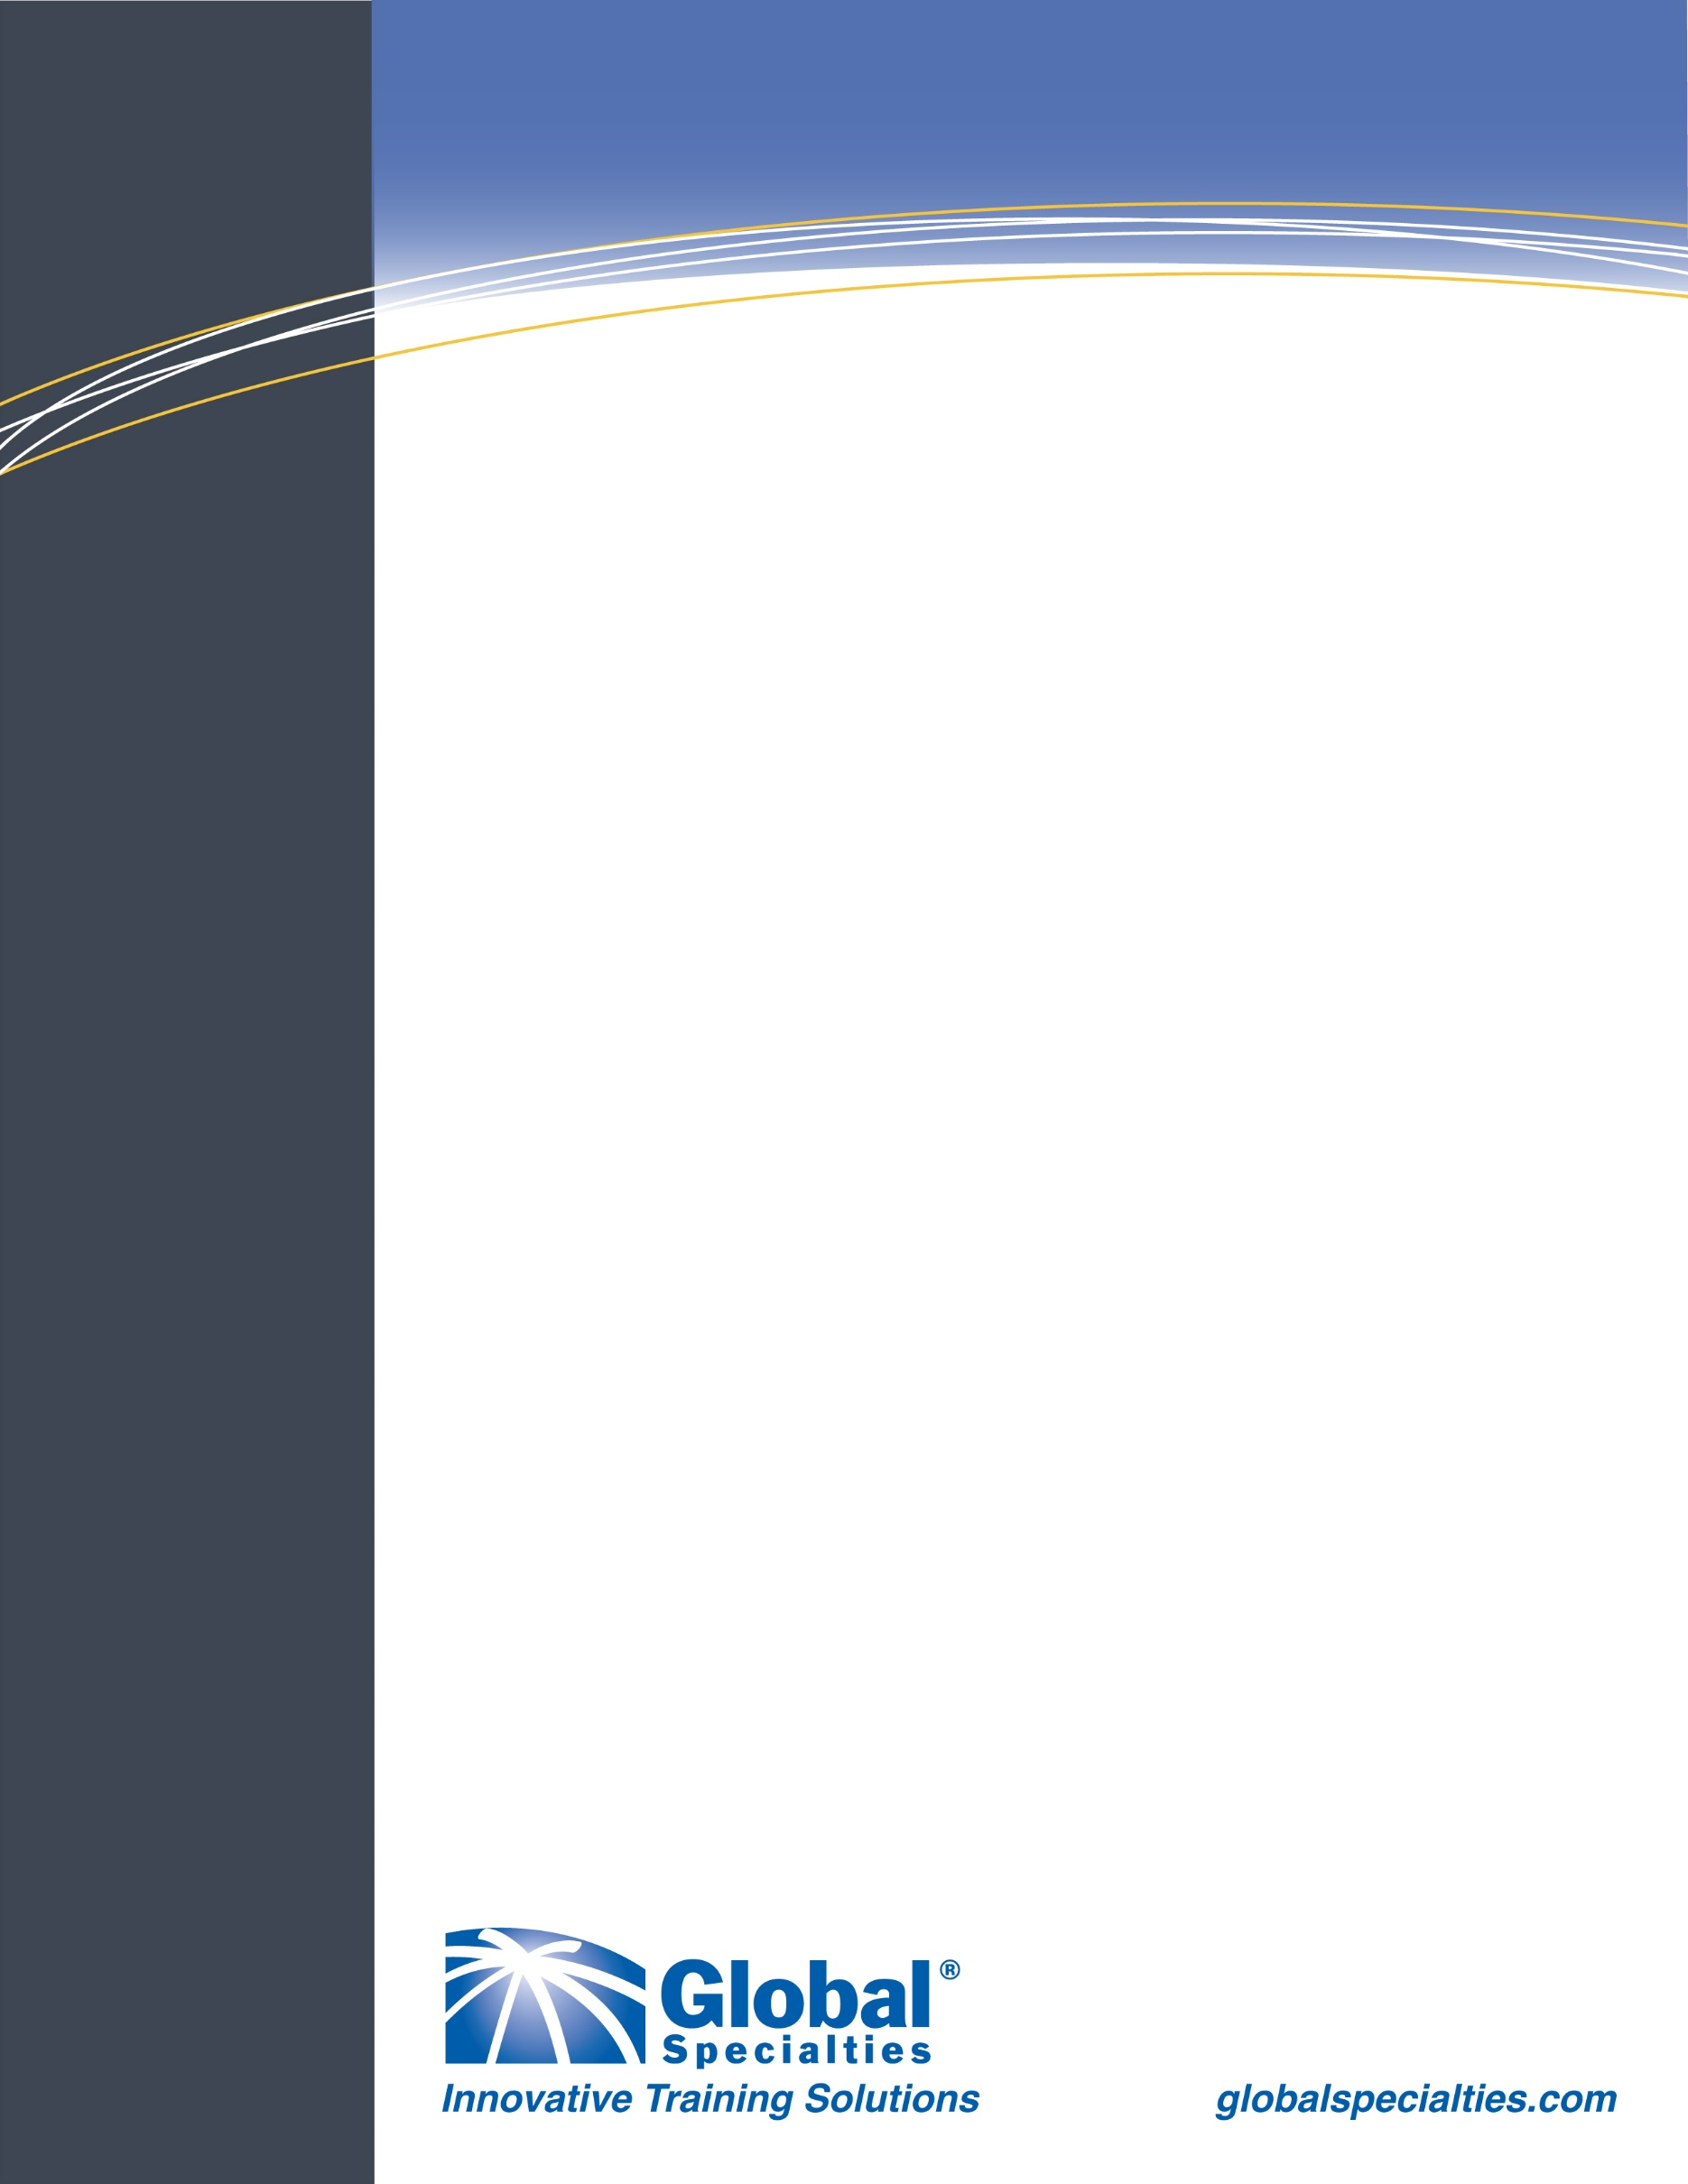 Global®
Specialties
Innovative Training Solutions
globalspecialties.com